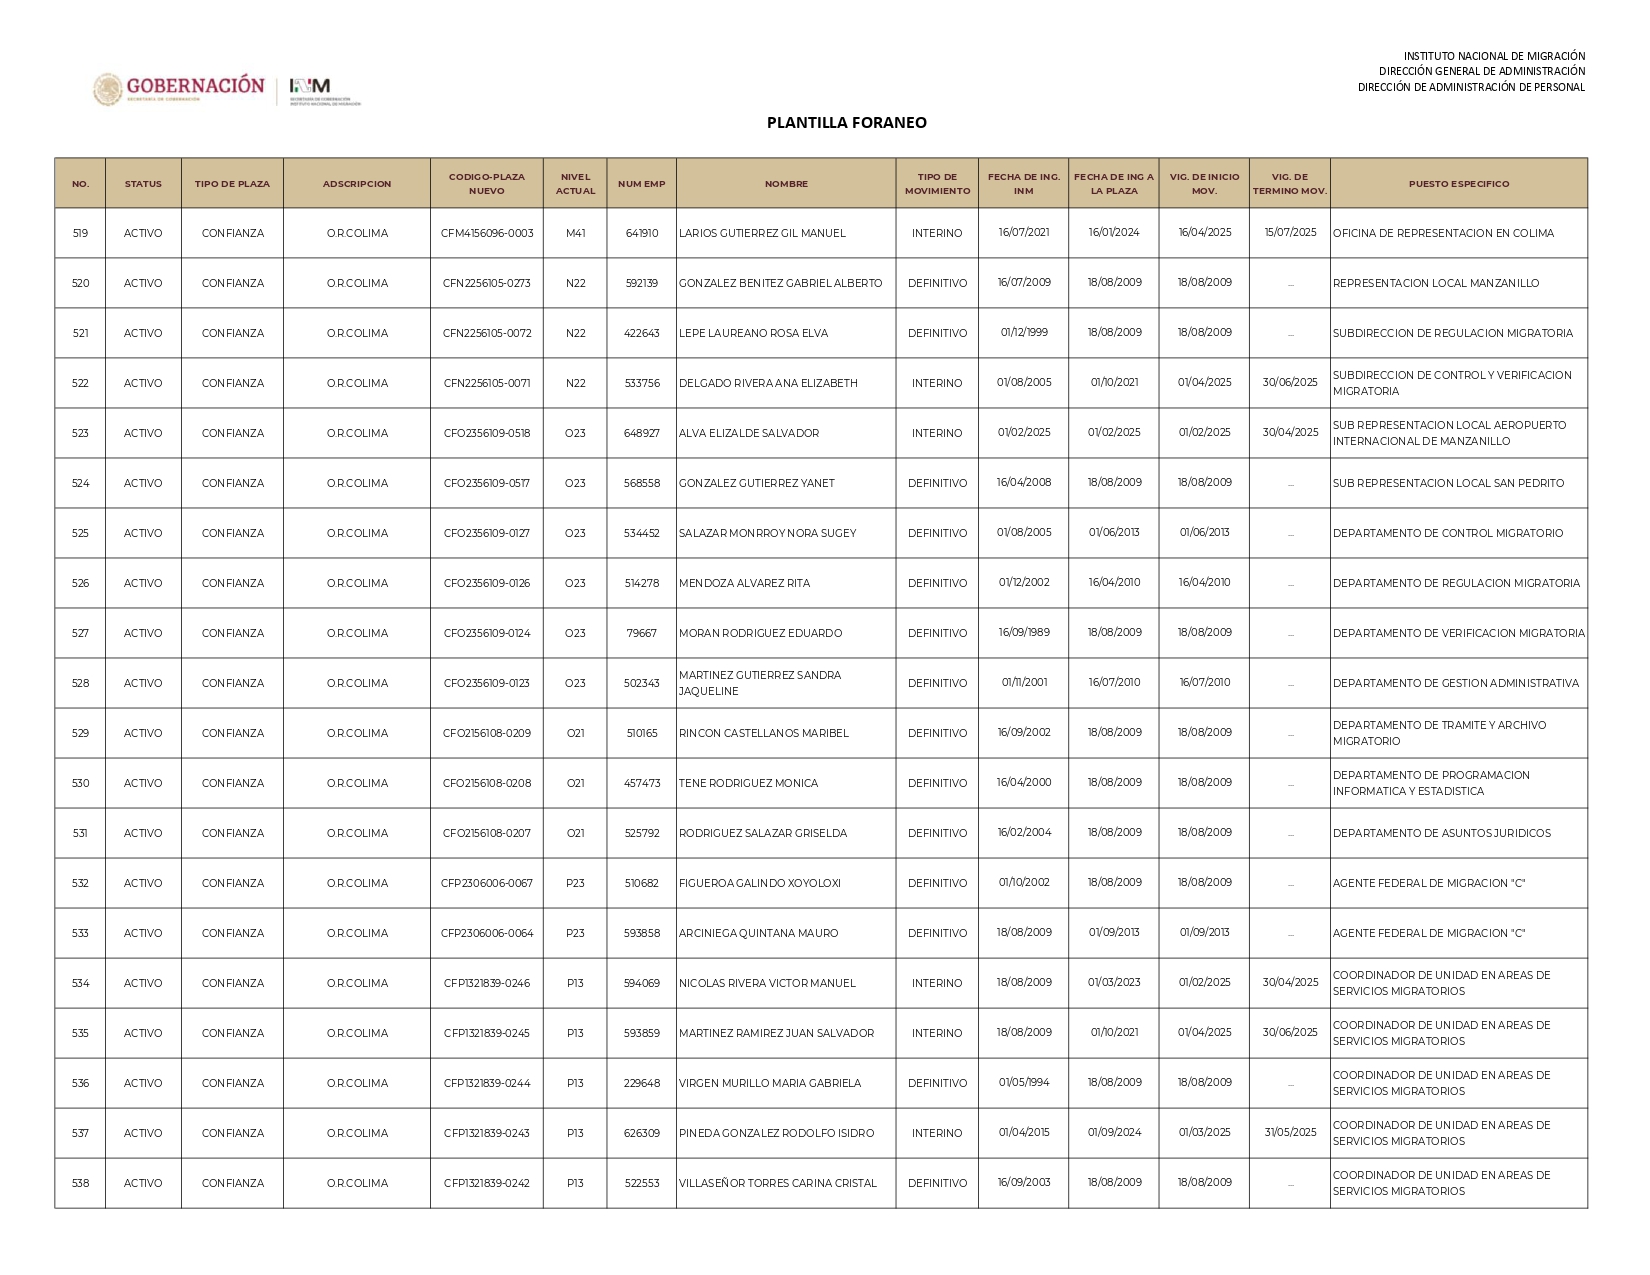 INSTITUTO NACIONAL DE MIGRACIÓN
DIRECCIÓN GENERAL DE ADMINISTRACIÓN
DIRECCIÓN DE ADMINISTRACIÓN DE PERSONAL
GOBERNACIÓN
SECRETARÍA DE GOBERNACIÓN
INM
SECRETARÍA DE GOBERNACIÓN
INSTITUTO NACIONAL DE MIGRACIÓN
PLANTILLA FORANEO
NO. STATUS TIPO DE PLAZA ADSCRIPCION CODIGO-PLAZA NUEVO NIVEL ACTUAL NUM EMP NOMBRE TIPO DE MOVIMIENTO FECHA DE ING. INM FECHA DE ING A LA PLAZA VIG. DE INICIO MOV. VIG. DE TERMINO MOV. PUESTO ESPECIFICO
519 ACTIVO CONFIANZA O.R.COLIMA CFM4156096-0003 M41 641910 LARIOS GUTIERREZ GIL MANUEL INTERINO 16/07/2021 16/01/2024 16/04/2025 15/07/2025 OFICINA DE REPRESENTACION EN COLIMA
520 ACTIVO CONFIANZA O.R.COLIMA CFN2256105-0273 N22 592139 GONZALEZ BENITEZ GABRIEL ALBERTO DEFINITIVO 16/07/2009 18/08/2009 18/08/2009 ... REPRESENTACION LOCAL MANZANILLO
521 ACTIVO CONFIANZA O.R.COLIMA CFN2256105-0072 N22 422643 LEPE LAUREANO ROSA ELVA DEFINITIVO 01/12/1999 18/08/2009 18/08/2009 ... SUBDIRECCION DE REGULACION MIGRATORIA
522 ACTIVO CONFIANZA O.R.COLIMA CFN2256105-0071 N22 533756 DELGADO RIVERA ANA ELIZABETH INTERINO 01/08/2005 01/10/2021 01/04/2025 30/06/2025 SUBDIRECCION DE CONTROL Y VERIFICACION MIGRATORIA
523 ACTIVO CONFIANZA O.R.COLIMA CFO2356109-0518 O23 648927 ALVA ELIZALDE SALVADOR INTERINO 01/02/2025 01/02/2025 01/02/2025 30/04/2025 SUB REPRESENTACION LOCAL AEROPUERTO INTERNACIONAL DE MANZANILLO
524 ACTIVO CONFIANZA O.R.COLIMA CFO2356109-0517 O23 568558 GONZALEZ GUTIERREZ YANET DEFINITIVO 16/04/2008 18/08/2009 18/08/2009 ... SUB REPRESENTACION LOCAL SAN PEDRITO
525 ACTIVO CONFIANZA O.R.COLIMA CFO2356109-0127 O23 534452 SALAZAR MONRROY NORA SUGEY DEFINITIVO 01/08/2005 01/06/2013 01/06/2013 ... DEPARTAMENTO DE CONTROL MIGRATORIO
526 ACTIVO CONFIANZA O.R.COLIMA CFO2356109-0126 O23 514278 MENDOZA ALVAREZ RITA DEFINITIVO 01/12/2002 16/04/2010 16/04/2010 ... DEPARTAMENTO DE REGULACION MIGRATORIA
527 ACTIVO CONFIANZA O.R.COLIMA CFO2356109-0124 O23 79667 MORAN RODRIGUEZ EDUARDO DEFINITIVO 16/09/1989 18/08/2009 18/08/2009 ... DEPARTAMENTO DE VERIFICACION MIGRATORIA
528 ACTIVO CONFIANZA O.R.COLIMA CFO2356109-0123 O23 502343 MARTINEZ GUTIERREZ SANDRA JAQUELINE DEFINITIVO 01/11/2001 16/07/2010 16/07/2010 ... DEPARTAMENTO DE GESTION ADMINISTRATIVA
529 ACTIVO CONFIANZA O.R.COLIMA CFO2156108-0209 O21 510165 RINCON CASTELLANOS MARIBEL DEFINITIVO 16/09/2002 18/08/2009 18/08/2009 ... DEPARTAMENTO DE TRAMITE Y ARCHIVO MIGRATORIO
530 ACTIVO CONFIANZA O.R.COLIMA CFO2156108-0208 O21 457473 TENE RODRIGUEZ MONICA DEFINITIVO 16/04/2000 18/08/2009 18/08/2009 ... DEPARTAMENTO DE PROGRAMACION INFORMATICA Y ESTADISTICA
531 ACTIVO CONFIANZA O.R.COLIMA CFO2156108-0207 O21 525792 RODRIGUEZ SALAZAR GRISELDA DEFINITIVO 16/02/2004 18/08/2009 18/08/2009 ... DEPARTAMENTO DE ASUNTOS JURIDICOS
532 ACTIVO CONFIANZA O.R.COLIMA CFP2306006-0067 P23 510682 FIGUEROA GALINDO XOYOLOXI DEFINITIVO 01/10/2002 18/08/2009 18/08/2009 ... AGENTE FEDERAL DE MIGRACION "C"
533 ACTIVO CONFIANZA O.R.COLIMA CFP2306006-0064 P23 593858 ARCINIEGA QUINTANA MAURO DEFINITIVO 18/08/2009 01/09/2013 01/09/2013 ... AGENTE FEDERAL DE MIGRACION "C"
534 ACTIVO CONFIANZA O.R.COLIMA CFP1321839-0246 P13 594069 NICOLAS RIVERA VICTOR MANUEL INTERINO 18/08/2009 01/03/2023 01/02/2025 30/04/2025 COORDINADOR DE UNIDAD EN AREAS DE SERVICIOS MIGRATORIOS
535 ACTIVO CONFIANZA O.R.COLIMA CFP1321839-0245 P13 593859 MARTINEZ RAMIREZ JUAN SALVADOR INTERINO 18/08/2009 01/10/2021 01/04/2025 30/06/2025 COORDINADOR DE UNIDAD EN AREAS DE SERVICIOS MIGRATORIOS
536 ACTIVO CONFIANZA O.R.COLIMA CFP1321839-0244 P13 229648 VIRGEN MURILLO MARIA GABRIELA DEFINITIVO 01/05/1994 18/08/2009 18/08/2009 ... COORDINADOR DE UNIDAD EN AREAS DE SERVICIOS MIGRATORIOS
537 ACTIVO CONFIANZA O.R.COLIMA CFP1321839-0243 P13 626309 PINEDA GONZALEZ RODOLFO ISIDRO INTERINO 01/04/2015 01/09/2024 01/03/2025 31/05/2025 COORDINADOR DE UNIDAD EN AREAS DE SERVICIOS MIGRATORIOS
538 ACTIVO CONFIANZA O.R.COLIMA CFP1321839-0242 P13 522553 VILLASEÑOR TORRES CARINA CRISTAL DEFINITIVO 16/09/2003 18/08/2009 18/08/2009 ... COORDINADOR DE UNIDAD EN AREAS DE SERVICIOS MIGRATORIOS